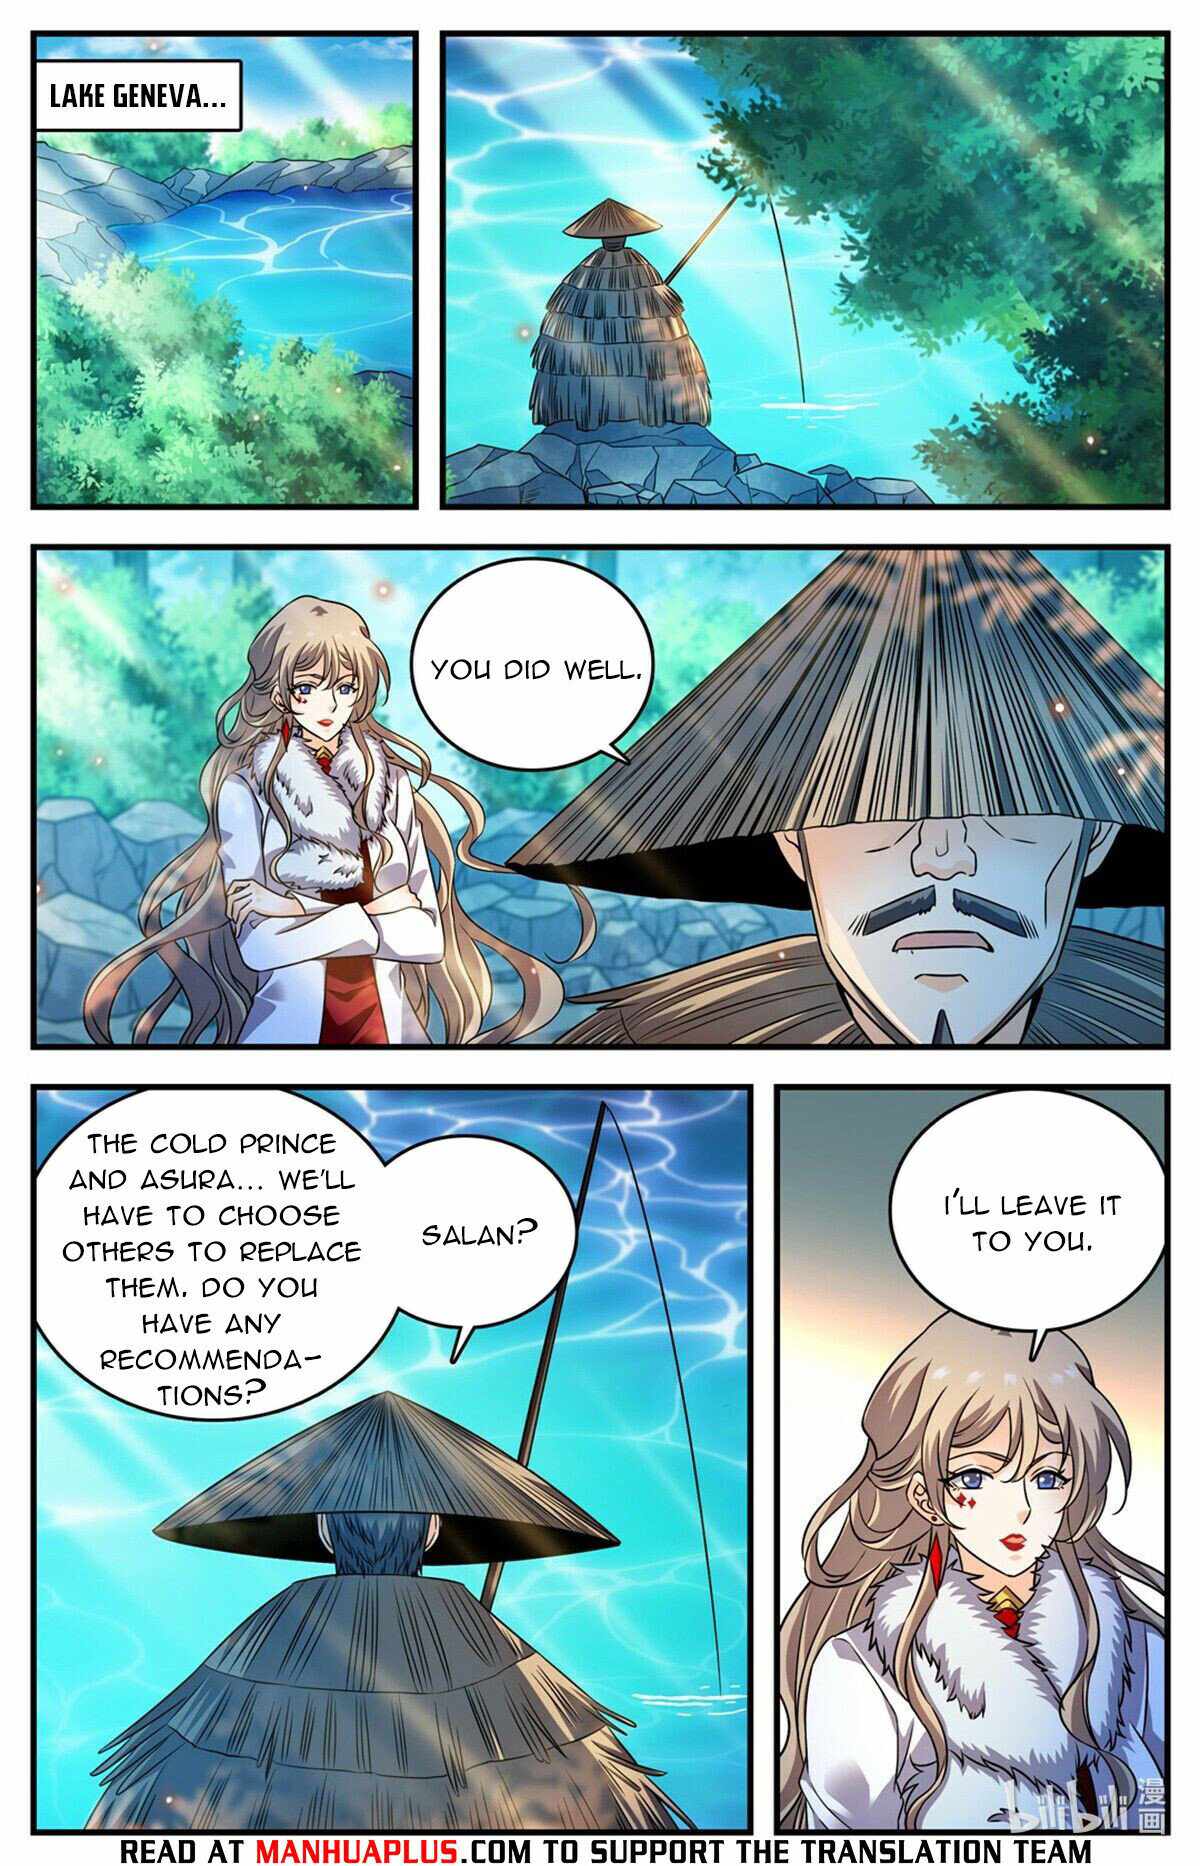 LAKE GENEVA...
YOU DID WELL.
THE COLD PRINCE
AND ASURA... WE'LL
HAVE TO CHOOSE
OTHERS TO REPLACE
THEM. DO YOU
HAVE ANY
RECOMMENDA-
TIONS?
SALAN?
I'LL LEAVE IT
TO YOU.
bilibili 漫画
READ AT MANHUAPLUS.COM TO SUPPORT THE TRANSLATION TEAM